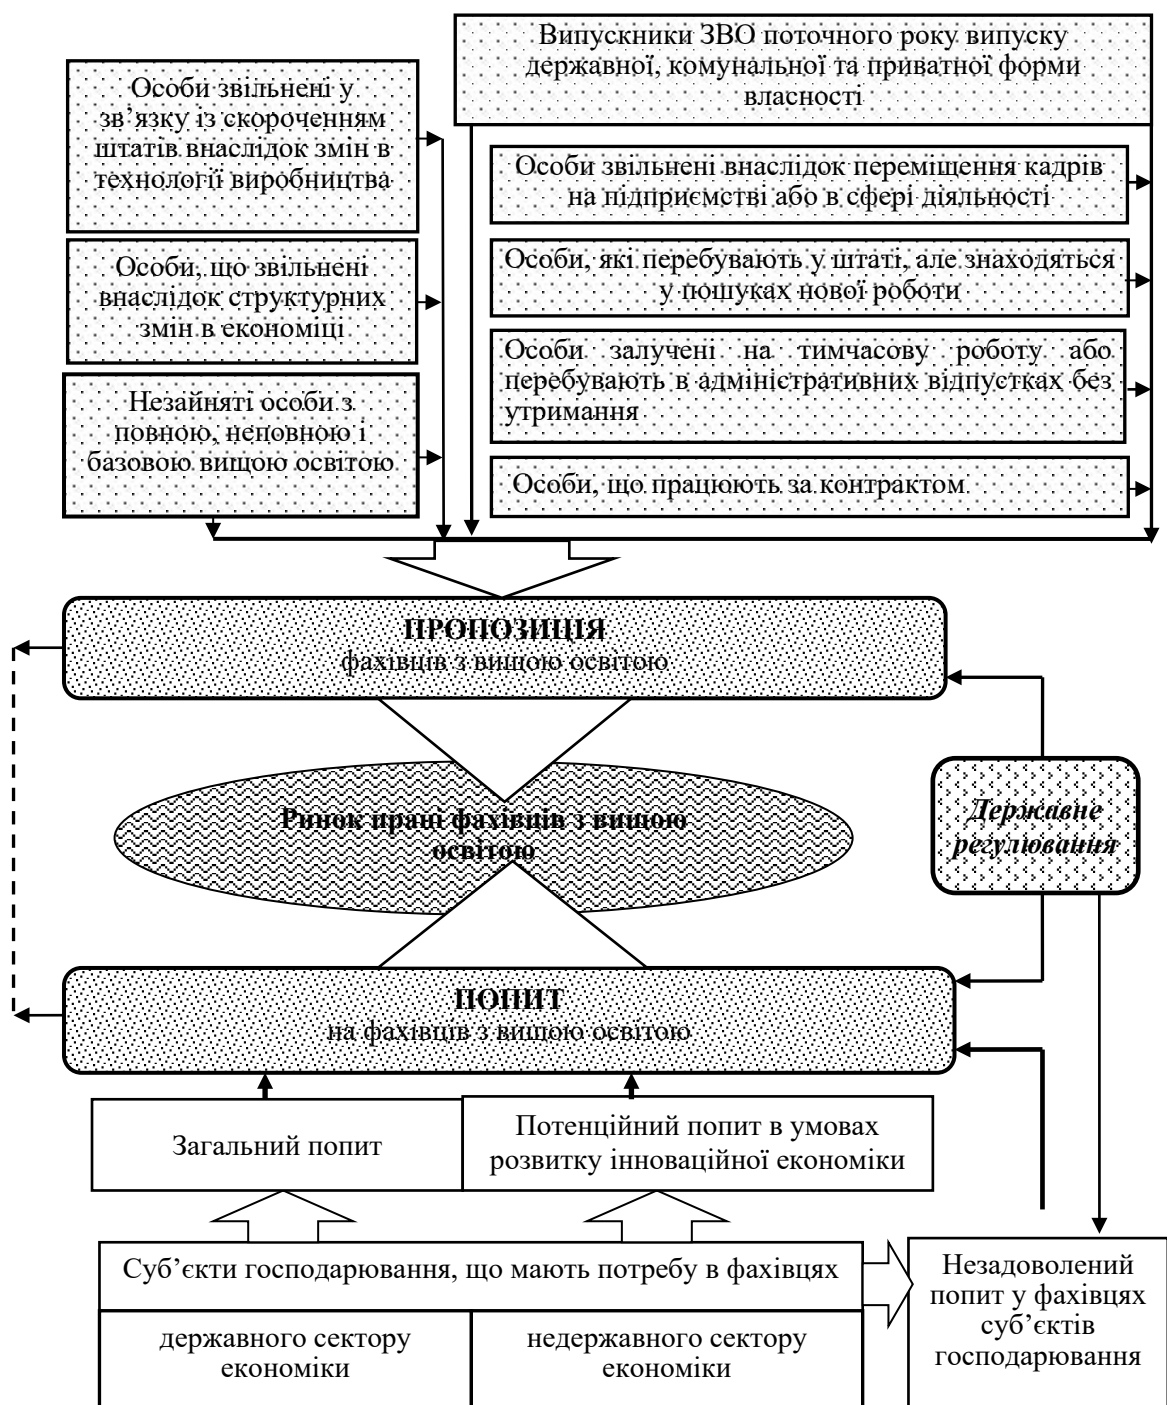 Випускники ЗВО поточного року випуску
державної, комунальної та приватної форми
власності
Особи звільнені у
зв’язку із скороченням
штатів внаслідок змін в
технології виробництва
Особи, що звільнені
внаслідок структурних
змін в економіці
Незайняті особи з
повною, неповною і
базовою вищою освітою
Особи звільнені внаслідок переміщення кадрів
на підприємстві або в сфері діяльності
Особи, які перебувають у штаті, але знаходяться
у пошуках нової роботи
Особи залучені на тимчасову роботу або
перебувають в адміністративних відпустках без
утримання
Особи, що працюють за контрактом
ПРОПОЗИЦІЯ
фахівців з вищою освітою
Ринок праці фахівців з вищою
освітою
Державне
регулювання
ПОПИТ
на фахівців з вищою освітою
Загальний попит
Потенційний попит в умовах
розвитку інноваційної економіки
Суб’єкти господарювання, що мають потребу в фахівцях
державного сектору
економіки
недержавного сектору
економіки
Незадоволений
попит у фахівцях
суб’єктів
господарювання